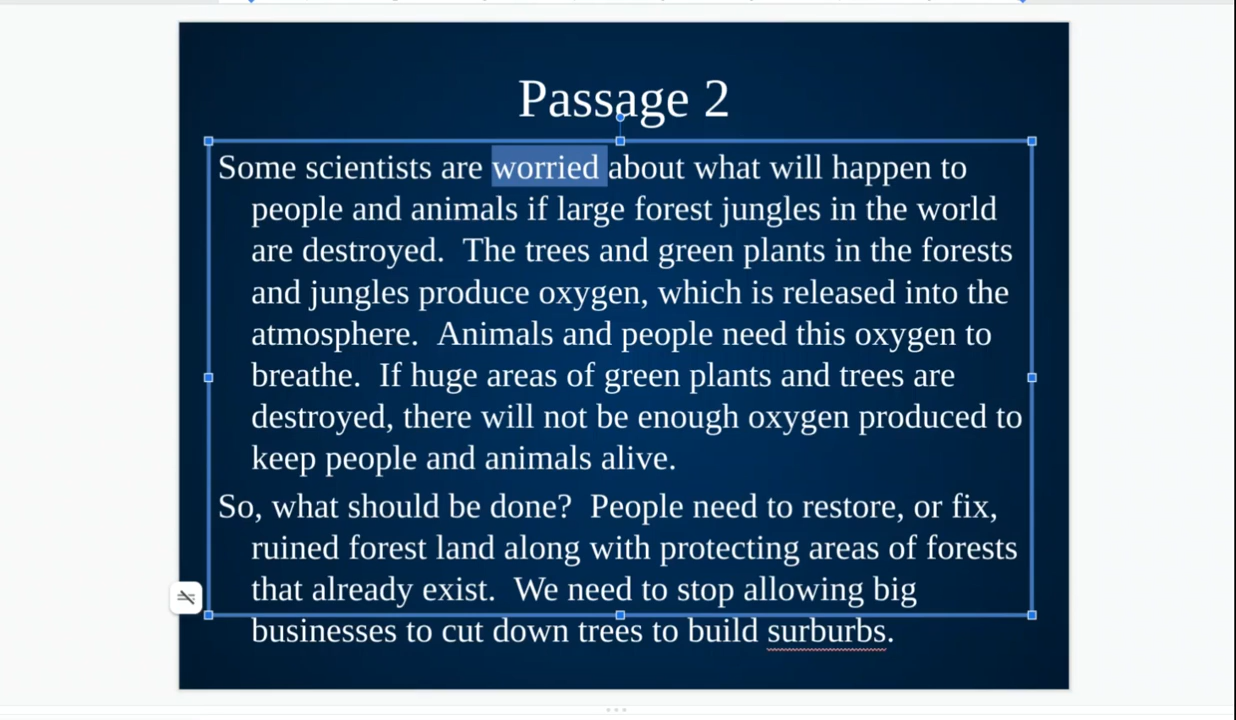 Passage 2
Some scientists are worried about what will happen to
people and animals if large forest jungles in the world
are destroyed.  The trees and green plants in the forests
and jungles produce oxygen, which is released into the
atmosphere.  Animals and people need this oxygen to
breathe.  If huge areas of green plants and trees are
destroyed, there will not be enough oxygen produced to
keep people and animals alive.
So, what should be done?  People need to restore, or fix,
ruined forest land along with protecting areas of forests
that already exist.  We need to stop allowing big
businesses to cut down trees to build surburbs.